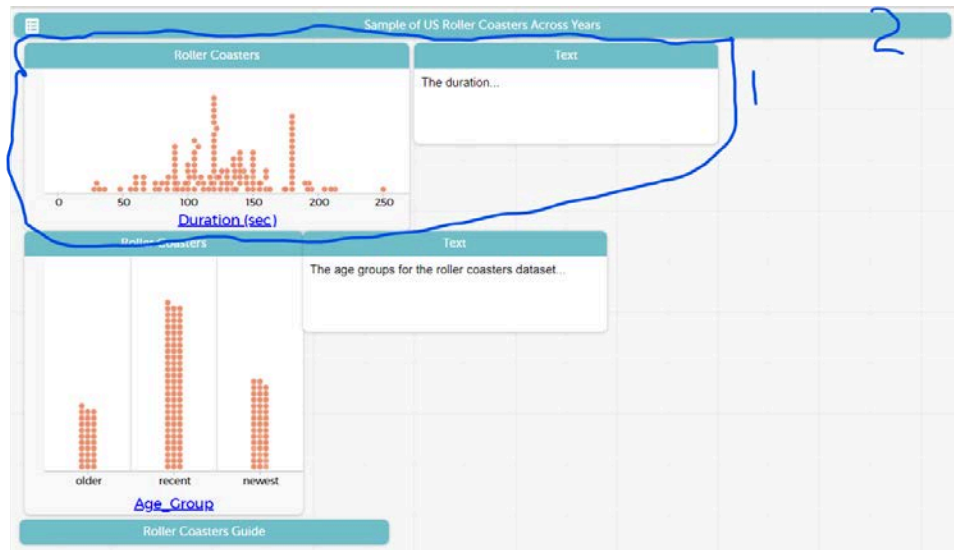 Sample of US Roller Coasters Across Years
2
Roller Coasters
Text
The duration...
1
0 50 100 150 200 250
Duration (sec)
Roller Coasters
Text
The age groups for the roller coasters dataset...
older recent newest
Age_Group
Roller Coasters Guide